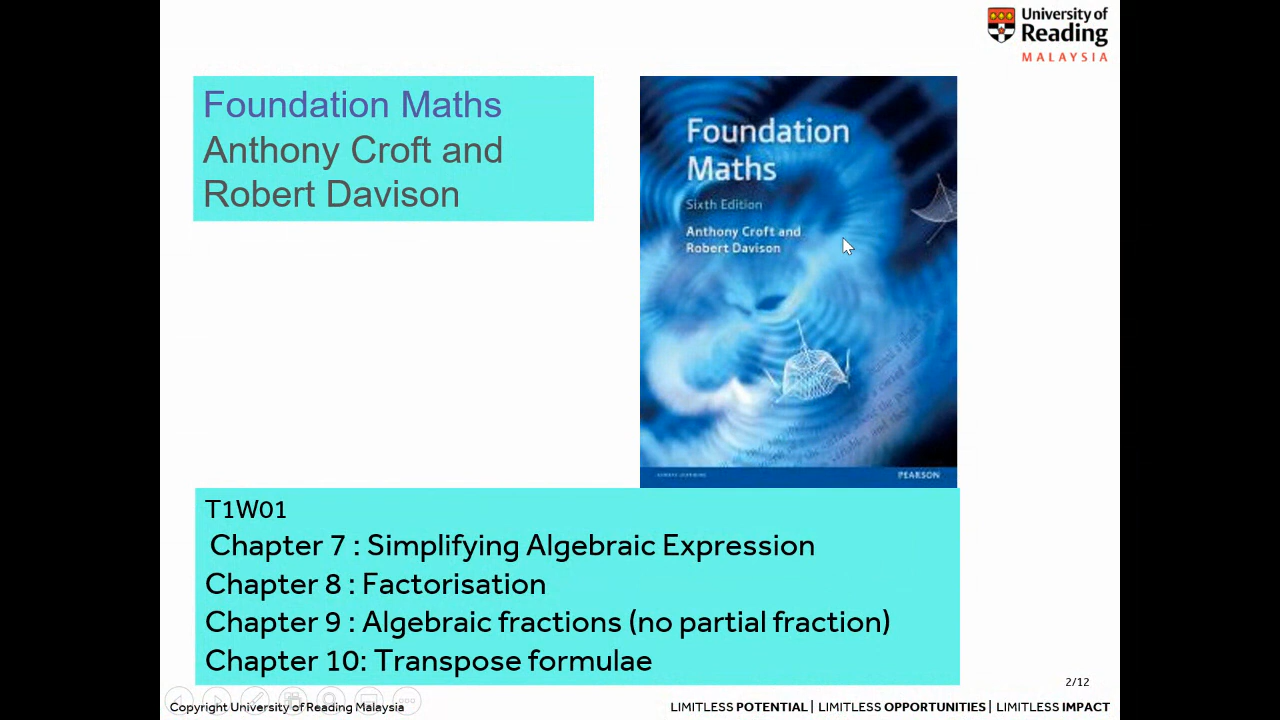 University of
Reading
MALAYSIA
Foundation Maths
Anthony Croft and
Robert Davison
Foundation
Maths
Sixth Edition
Anthony Croft and
Robert Davison
ALWAYS LEARNING
PEARSON
T1W01
Chapter 7 : Simplifying Algebraic Expression
Chapter 8 : Factorisation
Chapter 9 : Algebraic fractions (no partial fraction)
Chapter 10: Transpose formulae
2/12
Copyright University of Reading Malaysia
LIMITLESS POTENTIAL | LIMITLESS OPPORTUNITIES | LIMITLESS IMPACT